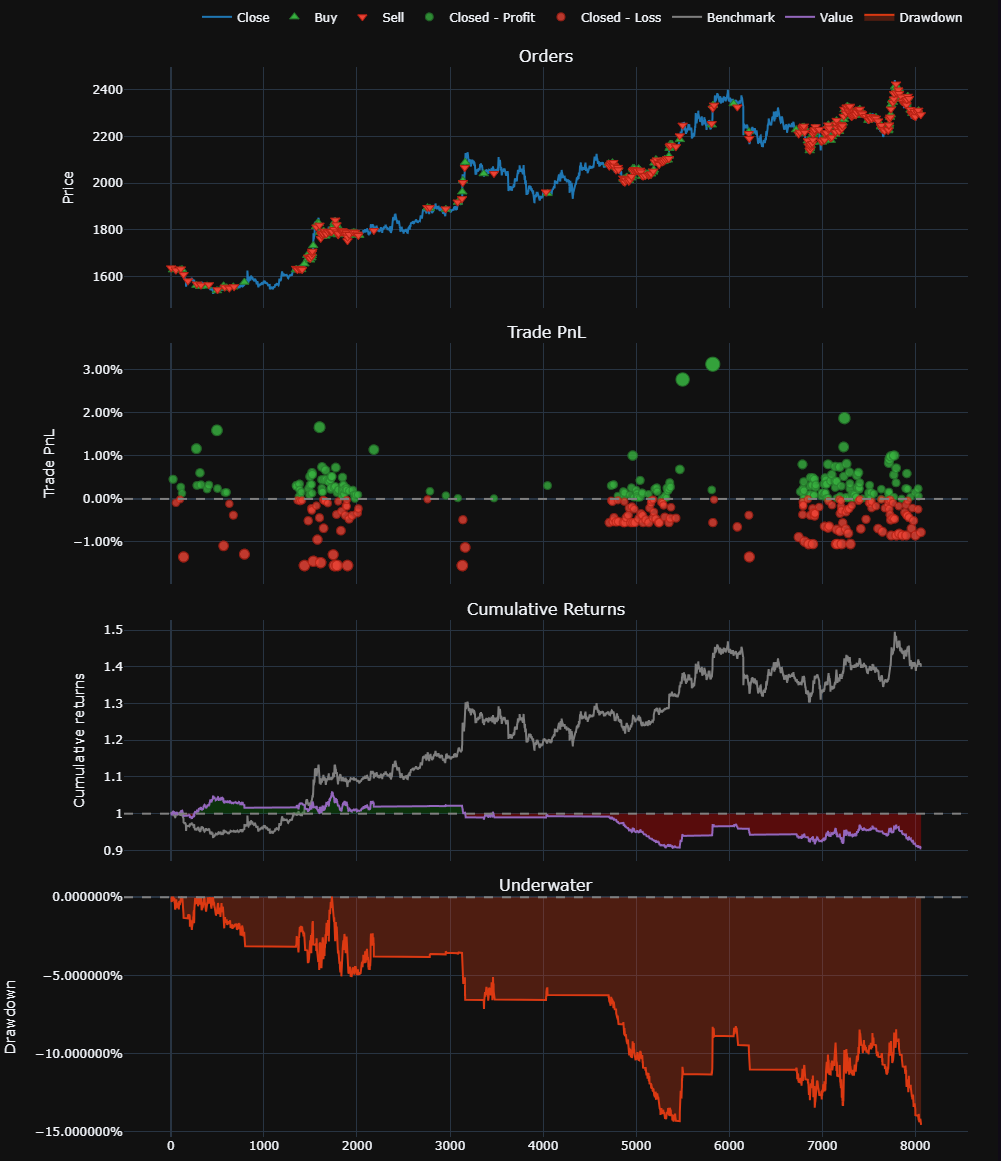 Close Buy Sell Closed - Profit Closed - Loss Benchmark Value Drawdown
Orders
2400
2200
2000
1800
1600
Price
Trade PnL
3.00%
2.00%
1.00%
0.00%
−1.00%
Trade PnL
Cumulative Returns
1.5
1.4
1.3
1.2
1.1
1
0.9
Cumulative returns
Underwater
0.000000%
−5.000000%
−10.000000%
−15.000000%
Drawdown
0 1000 2000 3000 4000 5000 6000 7000 8000